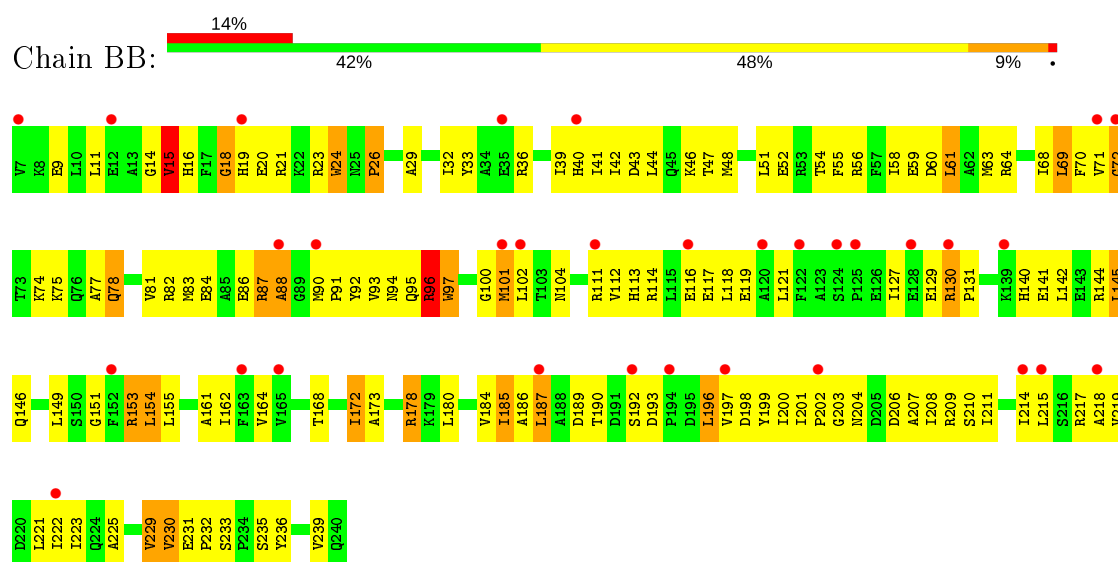 14%
Chain BB:
42% 48% 9% •
V7 K8 E9 Q10 L11 E12 A13 G14 V15 H16 F17 G18 H19 E20 R21 K22 R23 W24 N25 P26 A29 I32 Y33 A34 E35 R36 I39 H40 I41 I42 D43 L44 Q45 K46 T47 M48 L51 E52 R53 T54 F55 R56 F57 I58 E59 D60 L61 A62 M63 R64 I68 L69 F70 V71 G72
T73 K74 K75 Q76 A77 Q78 V81 R82 M83 E84 A85 E86 R87 A88 G89 M90 P91 Y92 V93 N94 Q95 R96 W97 G100 M101 L102 T103 N104 R111 V112 H113 R114 L115 E116 E117 L118 E119 A120 L121 F122 A123 S124 P125 E126 I127 E128 E129 R130 P131 K139 H140 E141 L142 E143 R144 L145
Q146 L149 S150 G151 F152 R153 L154 L155 A161 I162 F163 V164 V165 T168 I172 A173 R178 K179 L180 V184 I185 A186 L187 A188 D189 T190 D191 S192 D193 P194 D195 L196 V197 D198 Y199 I200 I201 P202 G203 N204 D205 D206 A207 I208 R209 S210 I211 I214 L215 S216 R217 A218 V219
D220 L221 I222 I223 Q224 A225 V229 V230 E231 P232 S233 P234 S235 Y236 V239 Q240